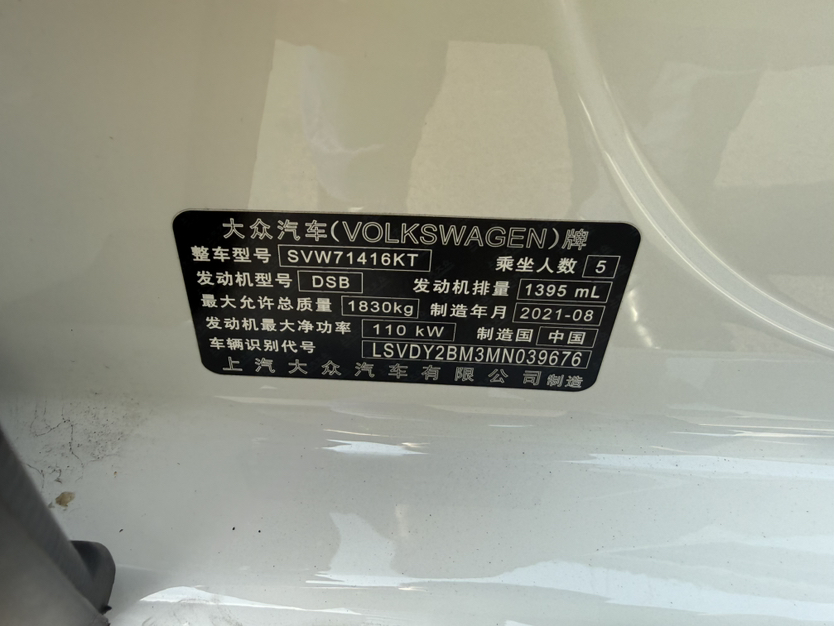 大众汽车(VOLKSWAGEN)牌
整车型号 SVW71416KT 乘坐人数 5
发动机型号 DSB 发动机排量 1395 mL
最大允许总质量 1830kg 制造年月 2021-08
发动机最大净功率 110 kW 制造国 中国
车辆识别代号 LSVDY2BM3MN039676
上汽大众汽车有限公司制造